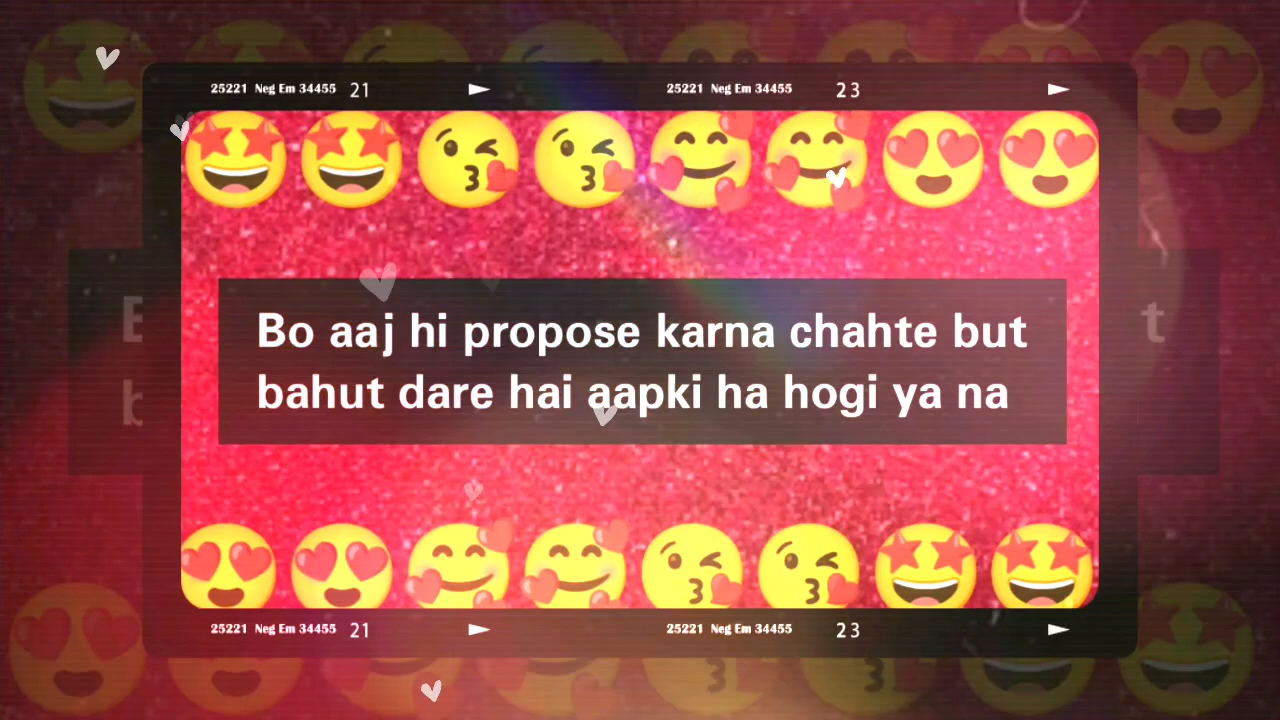 25221 Neg Em 34455 21 25221 Neg Em 34455 23
Bo aaj hi propose karna chahte but
bahut dare hai aapki ha hogi ya na
25221 Neg Em 34455 21 25221 Neg Em 34455 23